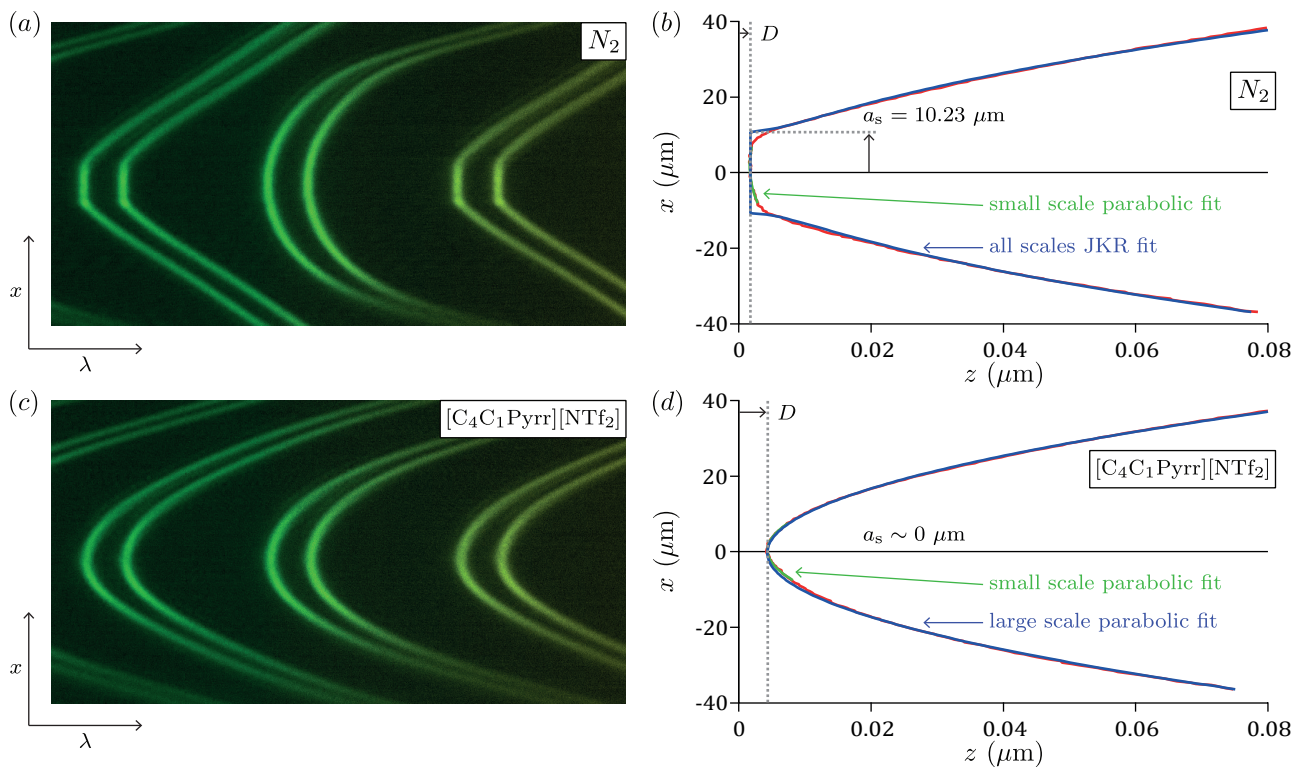 (a)
N₂
x
λ
(b)
40
20
0
-20
-40
x (μm)
D
N₂
aₛ = 10.23 μm
small scale parabolic fit
all scales JKR fit
0 0.02 0.04 0.06 0.08
z (μm)
(c)
[C₄C₁Pyrr][NTf₂]
x
λ
(d)
40
20
0
-20
-40
x (μm)
D
[C₄C₁Pyrr][NTf₂]
aₛ ∼ 0 μm
small scale parabolic fit
large scale parabolic fit
0 0.02 0.04 0.06 0.08
z (μm)